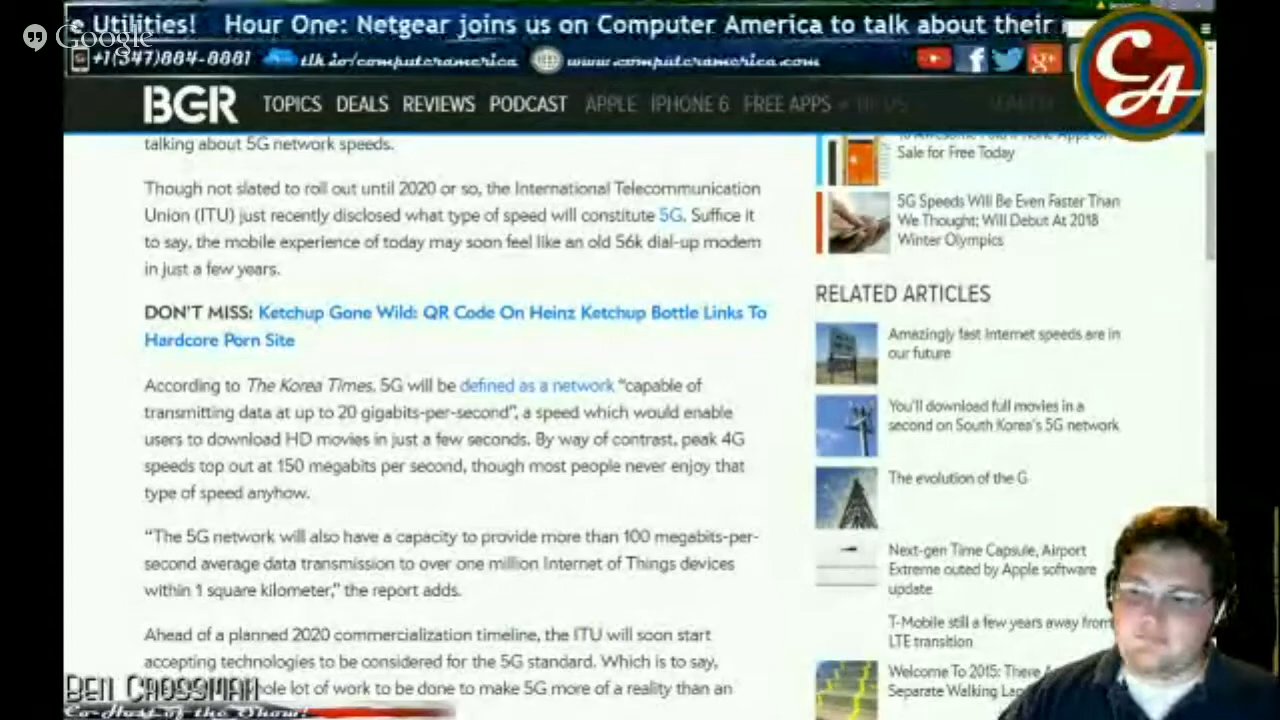 e Utilities! Hour One: Netgear joins us on Computer America to talk about their
Google
+1(347)884-8881 tlk.io/computeramerica www.computeramerica.com
CA
BGR TOPICS DEALS REVIEWS PODCAST APPLE IPHONE 6 FREE APPS
talking about 5G network speeds.
Though not slated to roll out until 2020 or so, the International Telecommunication
Union (ITU) just recently disclosed what type of speed will constitute 5G. Suffice it
to say, the mobile experience of today may soon feel like an old 56k dial-up modem
in just a few years.
DON'T MISS: Ketchup Gone Wild: QR Code On Heinz Ketchup Bottle Links To
Hardcore Porn Site
According to The Korea Times, 5G will be defined as a network “capable of
transmitting data at up to 20 gigabits-per-second”, a speed which would enable
users to download HD movies in just a few seconds. By way of contrast, peak 4G
speeds top out at 150 megabits per second, though most people never enjoy that
type of speed anyhow.
“The 5G network will also have a capacity to provide more than 100 megabits-per-
second average data transmission to over one million Internet of Things devices
within 1 square kilometer,” the report adds.
Ahead of a planned 2020 commercialization timeline, the ITU will soon start
accepting technologies to be considered for the 5G standard. Which is to say,
ole lot of work to be done to make 5G more of a reality than an
Sale for Free Today
5G Speeds Will Be Even Faster Than
We Thought; Will Debut At 2018
Winter Olympics
RELATED ARTICLES
Amazingly fast Internet speeds are in
our future
You'll download full movies in a
second on South Korea's 5G network
The evolution of the G
Next-gen Time Capsule, Airport
Extreme outed by Apple software
update
T-Mobile still a few years away from
LTE transition
Welcome To 2015: There
Separate Walking
BEN CROSSMAN
Co-Host of the Show!